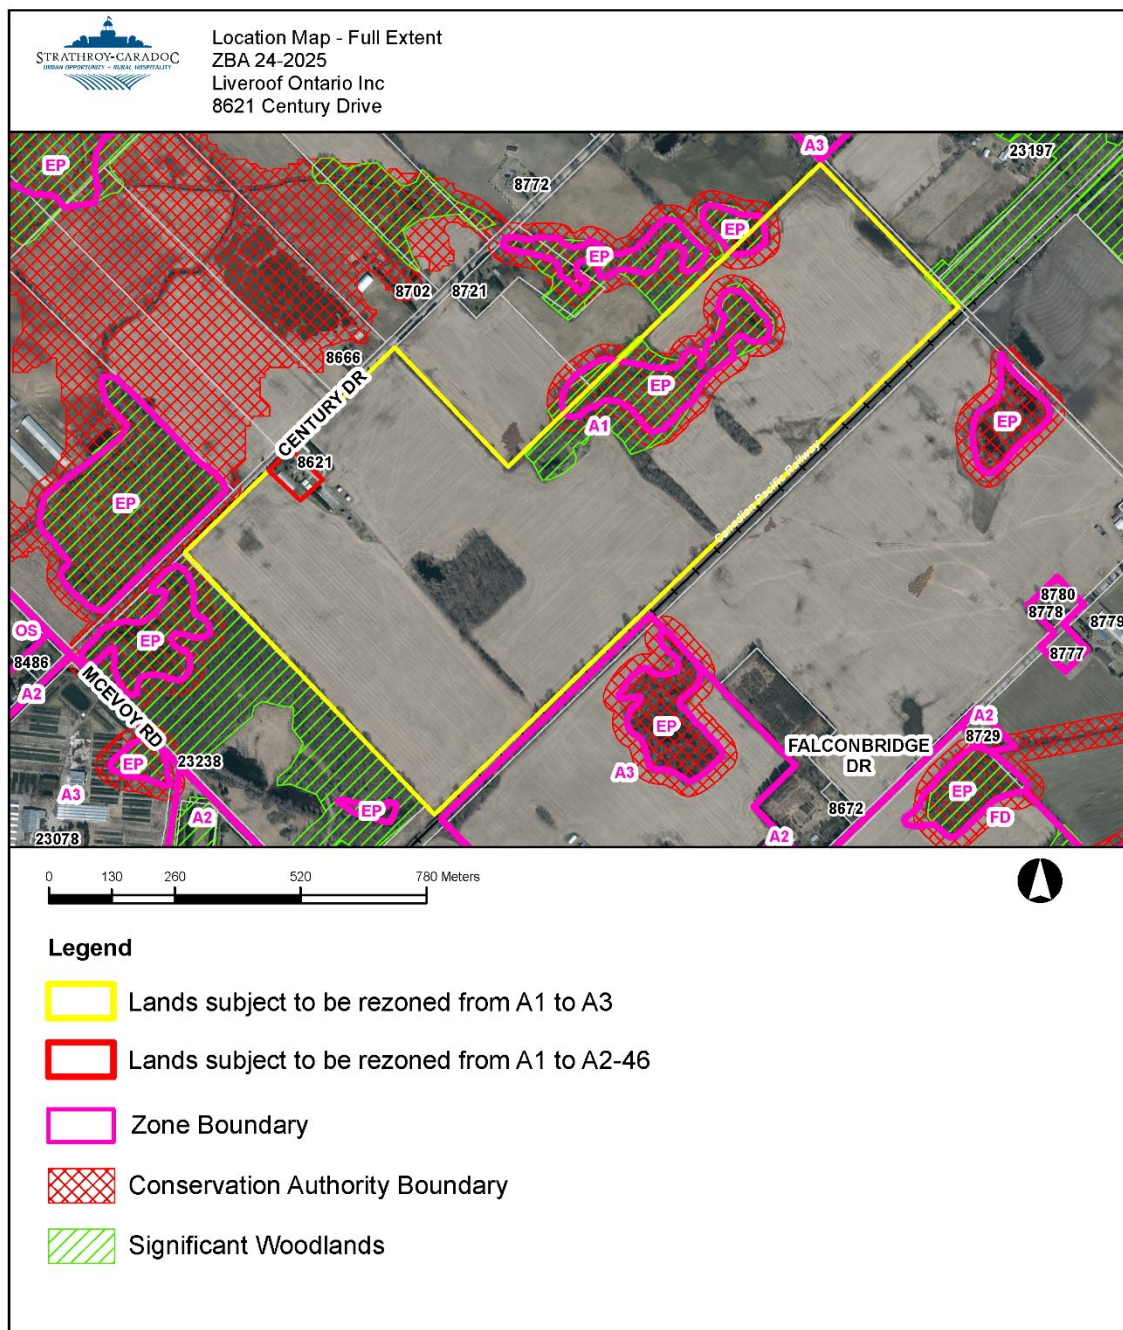 STRATHROY-CARADOC
URBAN OPPORTUNITY - RURAL HOSPITALITY
Location Map - Full Extent
ZBA 24-2025
Liveroof Ontario Inc
8621 Century Drive
EP
8772
A3
23197
EP
EP
8702
8721
8666
CENTURY DR
EP
A1
EP
8621
EP
Canadian Pacific Railway
OS
8486
A2
EP
MCEVOY RD
8780
8778
8779
8777
EP
A3
A2
8729
FALCONBRIDGE
DR
EP
23238
A3
A2
EP
8672
EP
FD
23078
A2
0 130 260 520 780 Meters
Legend
Lands subject to be rezoned from A1 to A3
Lands subject to be rezoned from A1 to A2-46
Zone Boundary
Conservation Authority Boundary
Significant Woodlands